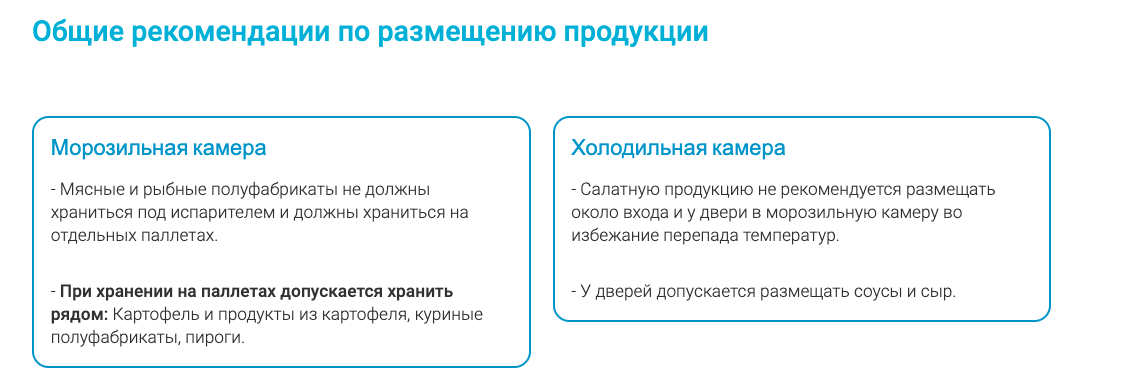 Общие рекомендации по размещению продукции
Морозильная камера
- Мясные и рыбные полуфабрикаты не должны
храниться под испарителем и должны храниться на
отдельных паллетах.
- При хранении на паллетах допускается хранить
рядом: Картофель и продукты из картофеля, куриные
полуфабрикаты, пироги.
Холодильная камера
- Салатную продукцию не рекомендуется размещать
около входа и у двери в морозильную камеру во
избежание перепада температур.
- У дверей допускается размещать соусы и сыр.